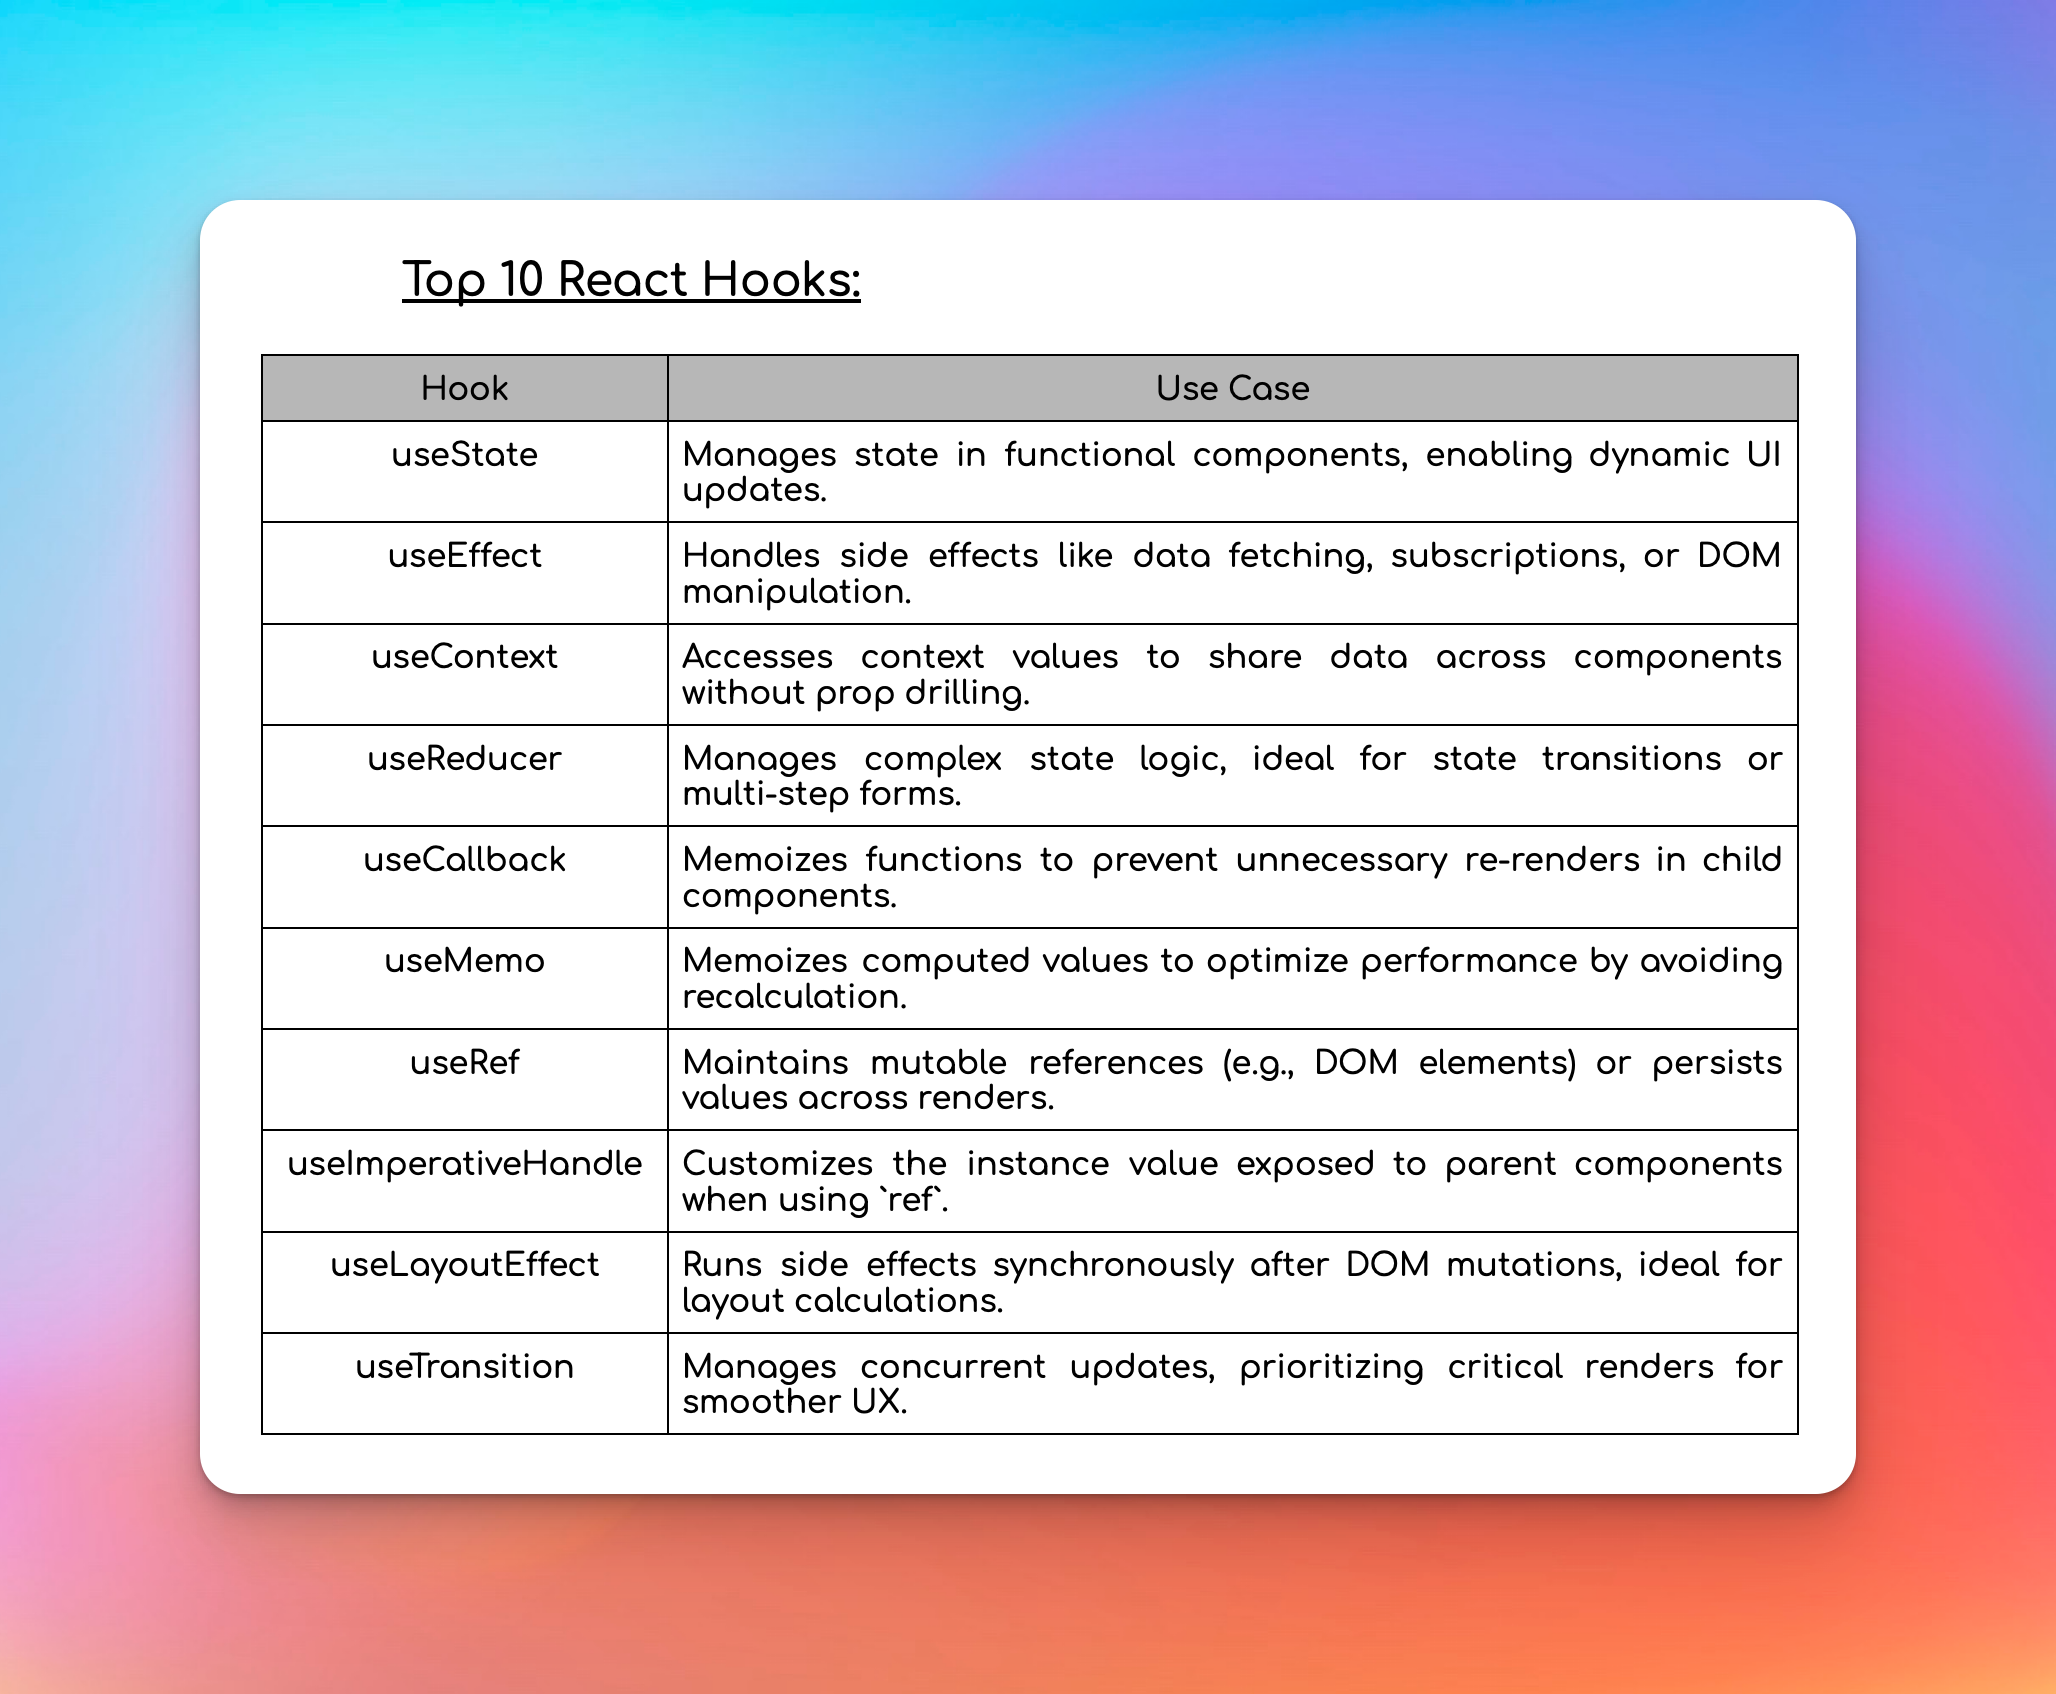 Top 10 React Hooks:
Hook Use Case
useState Manages state in functional components, enabling dynamic UI
updates.
useEffect Handles side effects like data fetching, subscriptions, or DOM
manipulation.
useContext Accesses context values to share data across components
without prop drilling.
useReducer Manages complex state logic, ideal for state transitions or
multi-step forms.
useCallback Memoizes functions to prevent unnecessary re-renders in child
components.
useMemo Memoizes computed values to optimize performance by avoiding
recalculation.
useRef Maintains mutable references (e.g., DOM elements) or persists
values across renders.
useImperativeHandle Customizes the instance value exposed to parent components
when using `ref`.
useLayoutEffect Runs side effects synchronously after DOM mutations, ideal for
layout calculations.
useTransition Manages concurrent updates, prioritizing critical renders for
smoother UX.